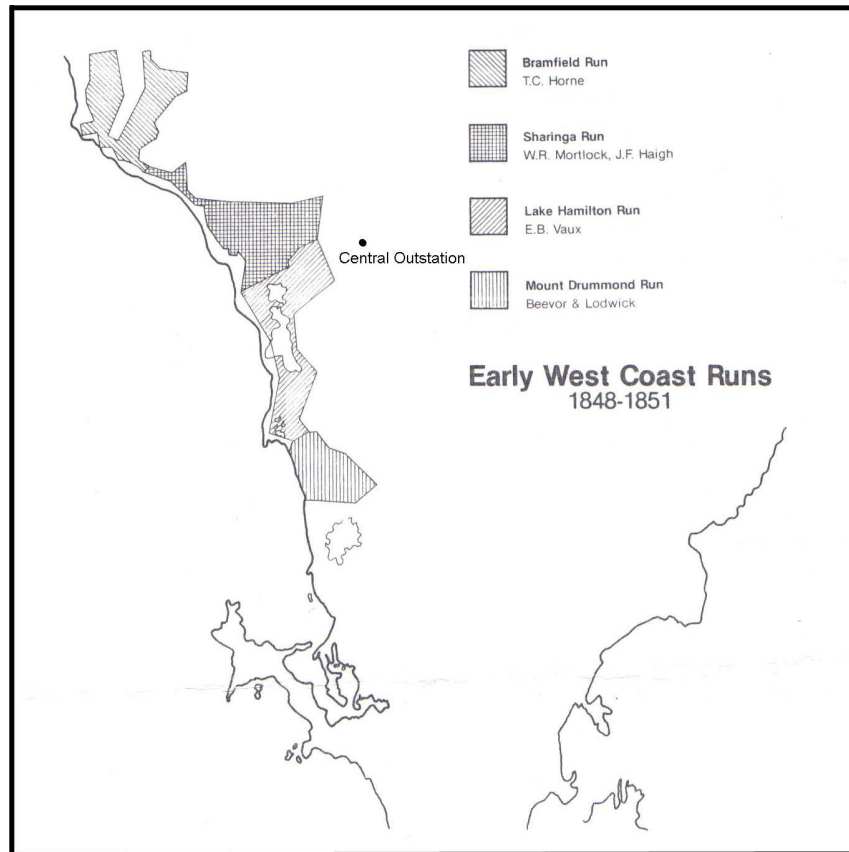 Bramfield Run
T.C. Horne
Sharinga Run
W.R. Mortlock, J.F. Haigh
Lake Hamilton Run
E.B. Vaux
Central Outstation
Mount Drummond Run
Beevor & Lodwick
Early West Coast Runs
1848-1851